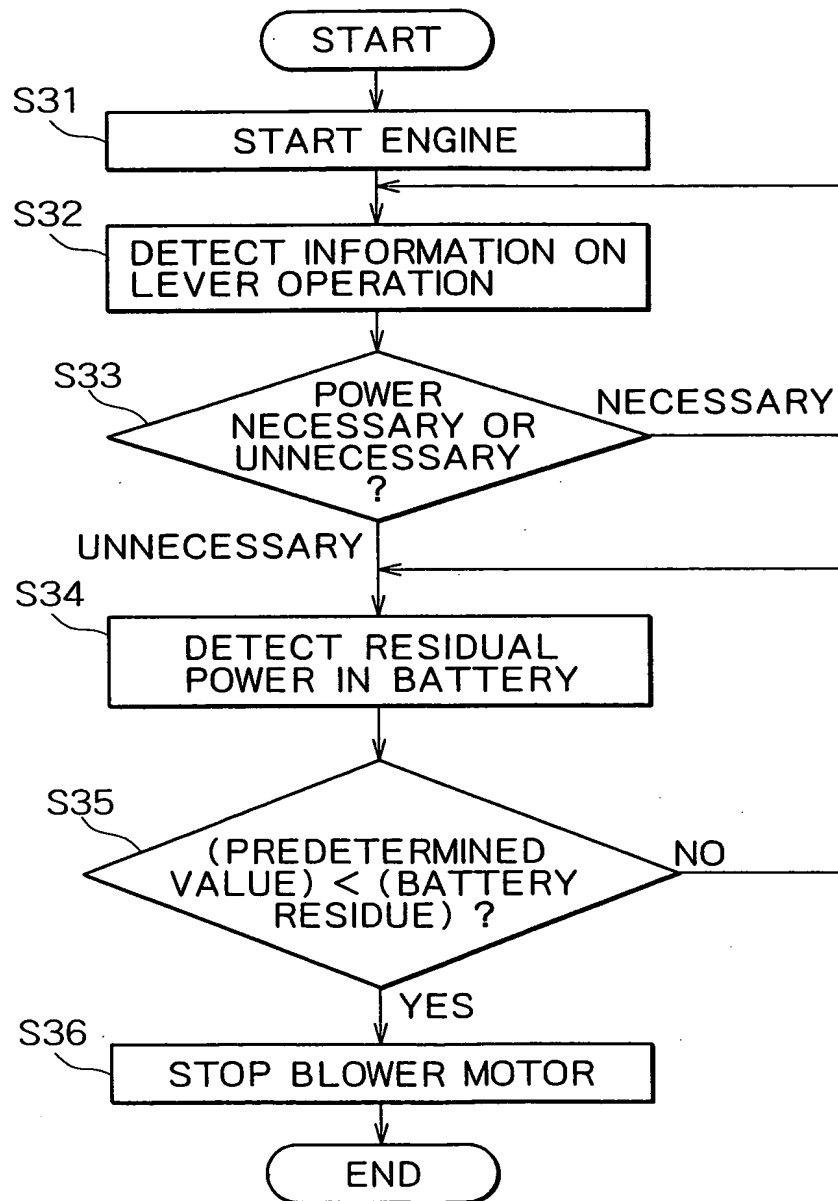 START
S31
START ENGINE
S32
DETECT INFORMATION ON
LEVER OPERATION
S33
POWER
NECESSARY OR
UNNECESSARY
?
NECESSARY
UNNECESSARY
S34
DETECT RESIDUAL
POWER IN BATTERY
S35
(PREDETERMINED
VALUE) < (BATTERY
RESIDUE) ?
NO
YES
S36
STOP BLOWER MOTOR
END